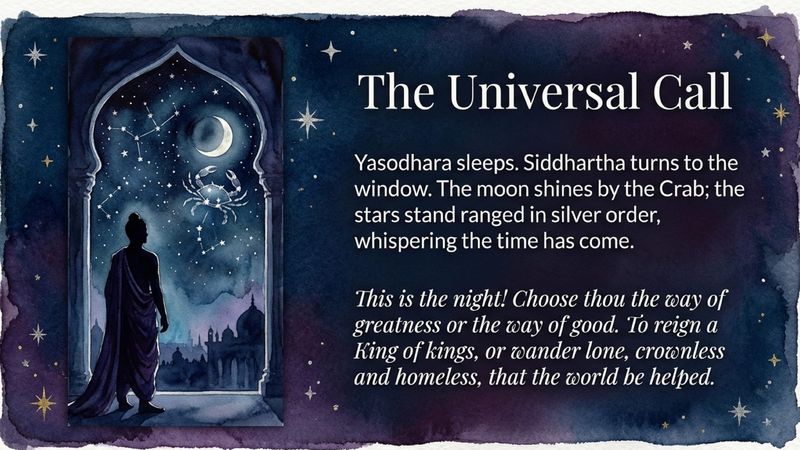 The Universal Call
Yasodhara sleeps. Siddhartha turns to the
window. The moon shines by the Crab; the
stars stand ranged in silver order,
whispering the time has come.
This is the night! Choose thou the way of
greatness or the way of good. To reign a
King of kings, or wander lone, crownless
and homeless, that the world be helped.